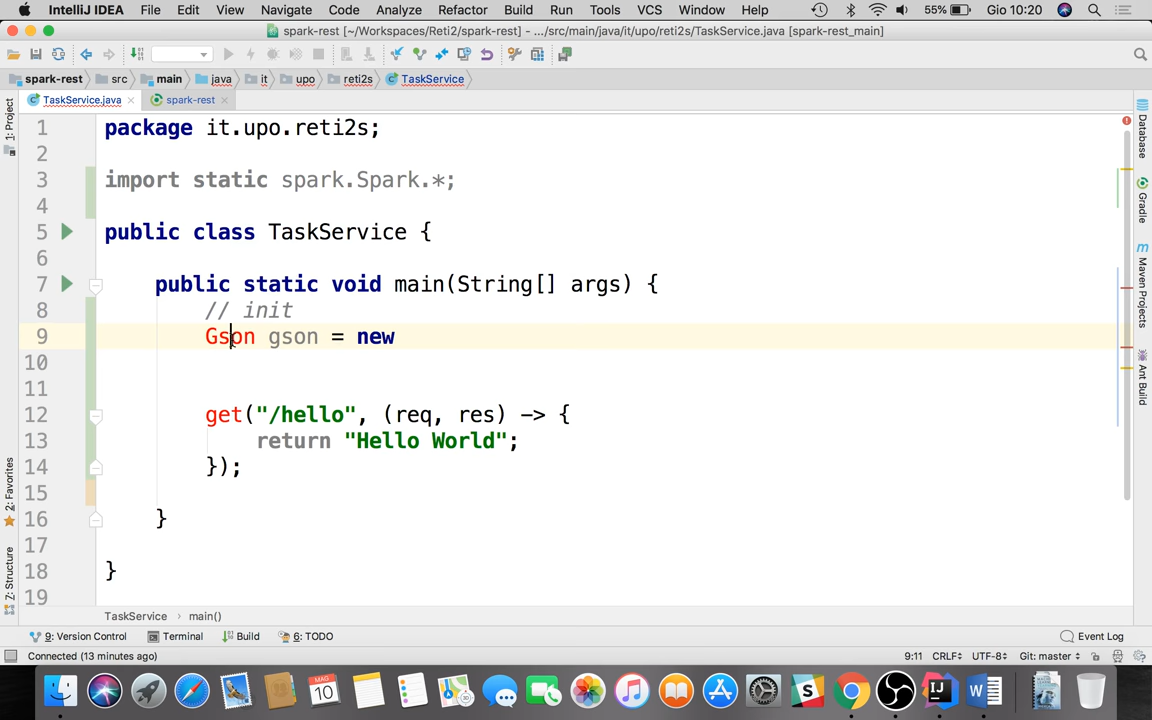 IntelliJ IDEA File Edit View Navigate Code Analyze Refactor Build Run Tools VCS Window Help 55% Gio 10:20
spark-rest [~/Workspaces/Reti2/spark-rest] - .../src/main/java/it/upo/reti2s/TaskService.java [spark-rest_main]
spark-rest src main java it upo reti2s TaskService
TaskService.java spark-rest
1 package it.upo.reti2s;
2
3 import static spark.Spark.*;
4
5 public class TaskService {
6
7 public static void main(String[] args) {
8 // init
9 Gson gson = new
10
11
12 get("/hello", (req, res) -> {
13 return "Hello World";
14 });
15
16 }
17
18 }
19
TaskService main()
9: Version Control Terminal Build 6: TODO Event Log
Connected (13 minutes ago) 9:11 CRLF UTF-8 Git: master
1: Project
2: Favorites
7: Structure
Database
Gradle
Maven Projects
Ant Build
MAG
10